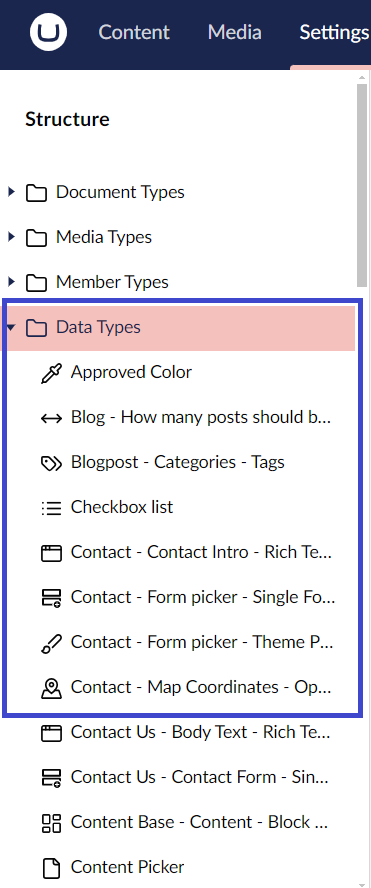 Content Media Settings
Structure
Document Types
Media Types
Member Types
Data Types
Approved Color
Blog - How many posts should b...
Blogpost - Categories - Tags
Checkbox list
Contact - Contact Intro - Rich Te...
Contact - Form picker - Single Fo...
Contact - Form picker - Theme P...
Contact - Map Coordinates - Op...
Contact Us - Body Text - Rich Te...
Contact Us - Contact Form - Sin...
Content Base - Content - Block ...
Content Picker